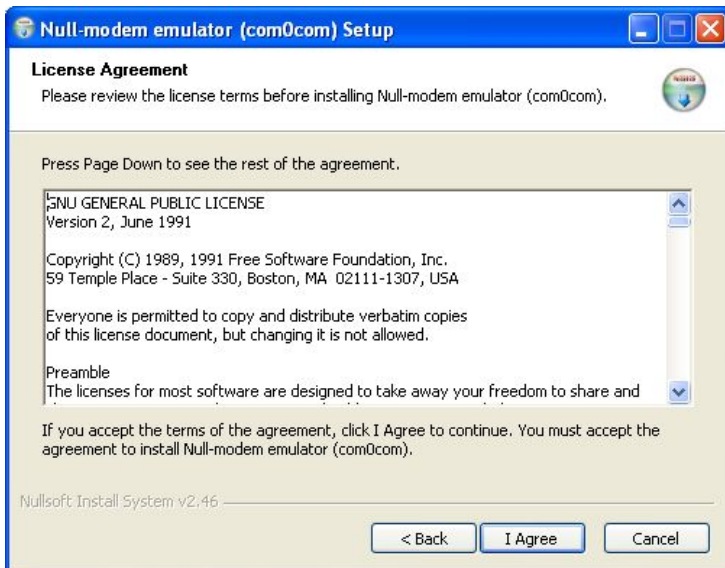 Null-modem emulator (com0com) Setup
License Agreement
Please review the license terms before installing Null-modem emulator (com0com).
Press Page Down to see the rest of the agreement.
GNU GENERAL PUBLIC LICENSE
Version 2, June 1991
Copyright (C) 1989, 1991 Free Software Foundation, Inc.
59 Temple Place - Suite 330, Boston, MA  02111-1307, USA
Everyone is permitted to copy and distribute verbatim copies
of this license document, but changing it is not allowed.
Preamble
The licenses for most software are designed to take away your freedom to share and
If you accept the terms of the agreement, click I Agree to continue. You must accept the
agreement to install Null-modem emulator (com0com).
Nullsoft Install System v2.46
< Back
I Agree
Cancel